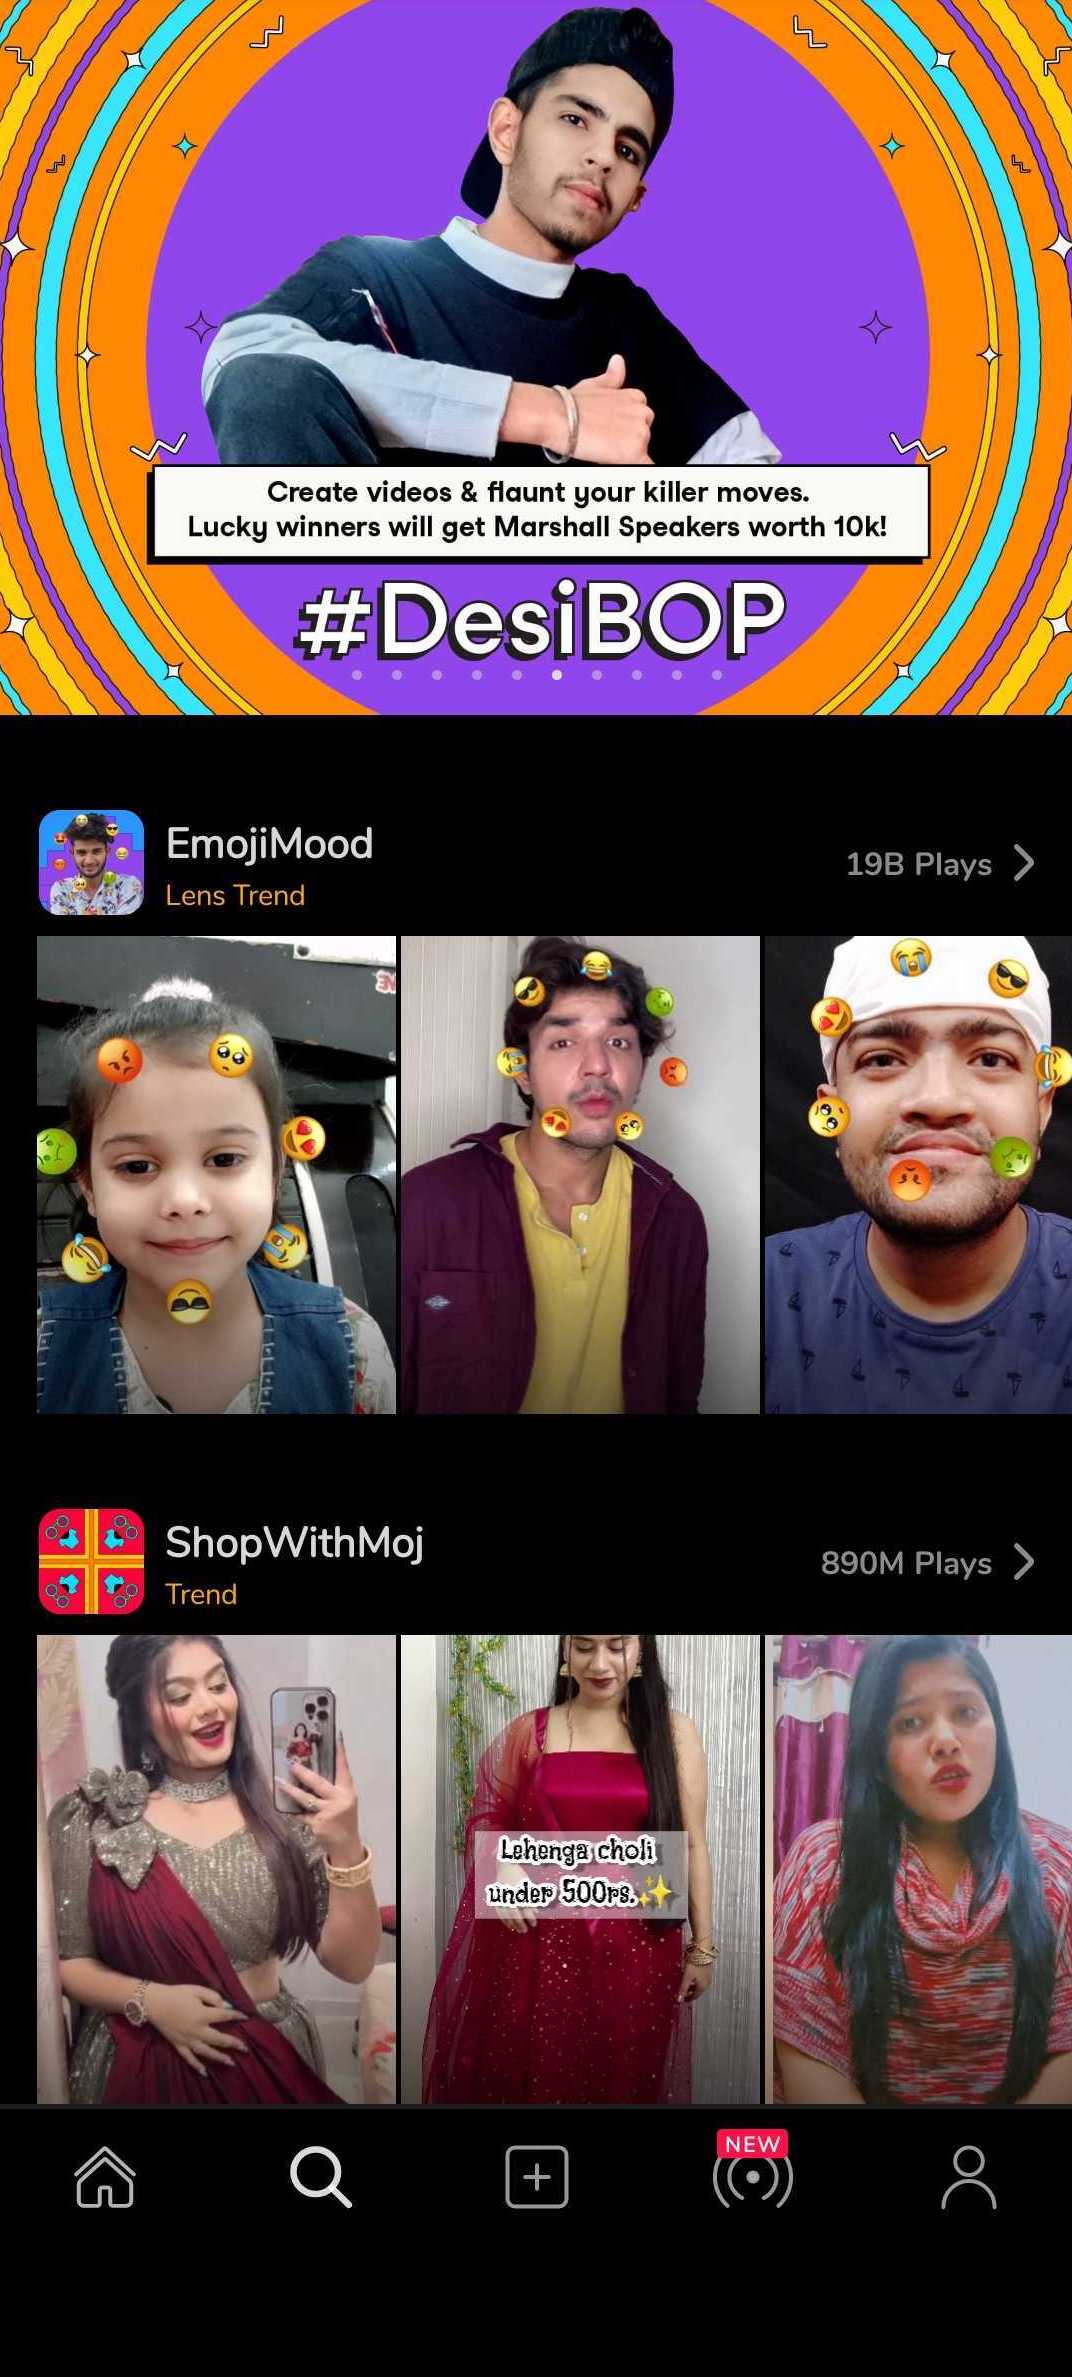 Create videos & flaunt your killer moves.
Lucky winners will get Marshall Speakers worth 10k!
#DesiBOP
EmojiMood
19B Plays
Lens Trend
ShopWithMoj
890M Plays
Trend
Lehenga choli
under 500rs.✨
NEW